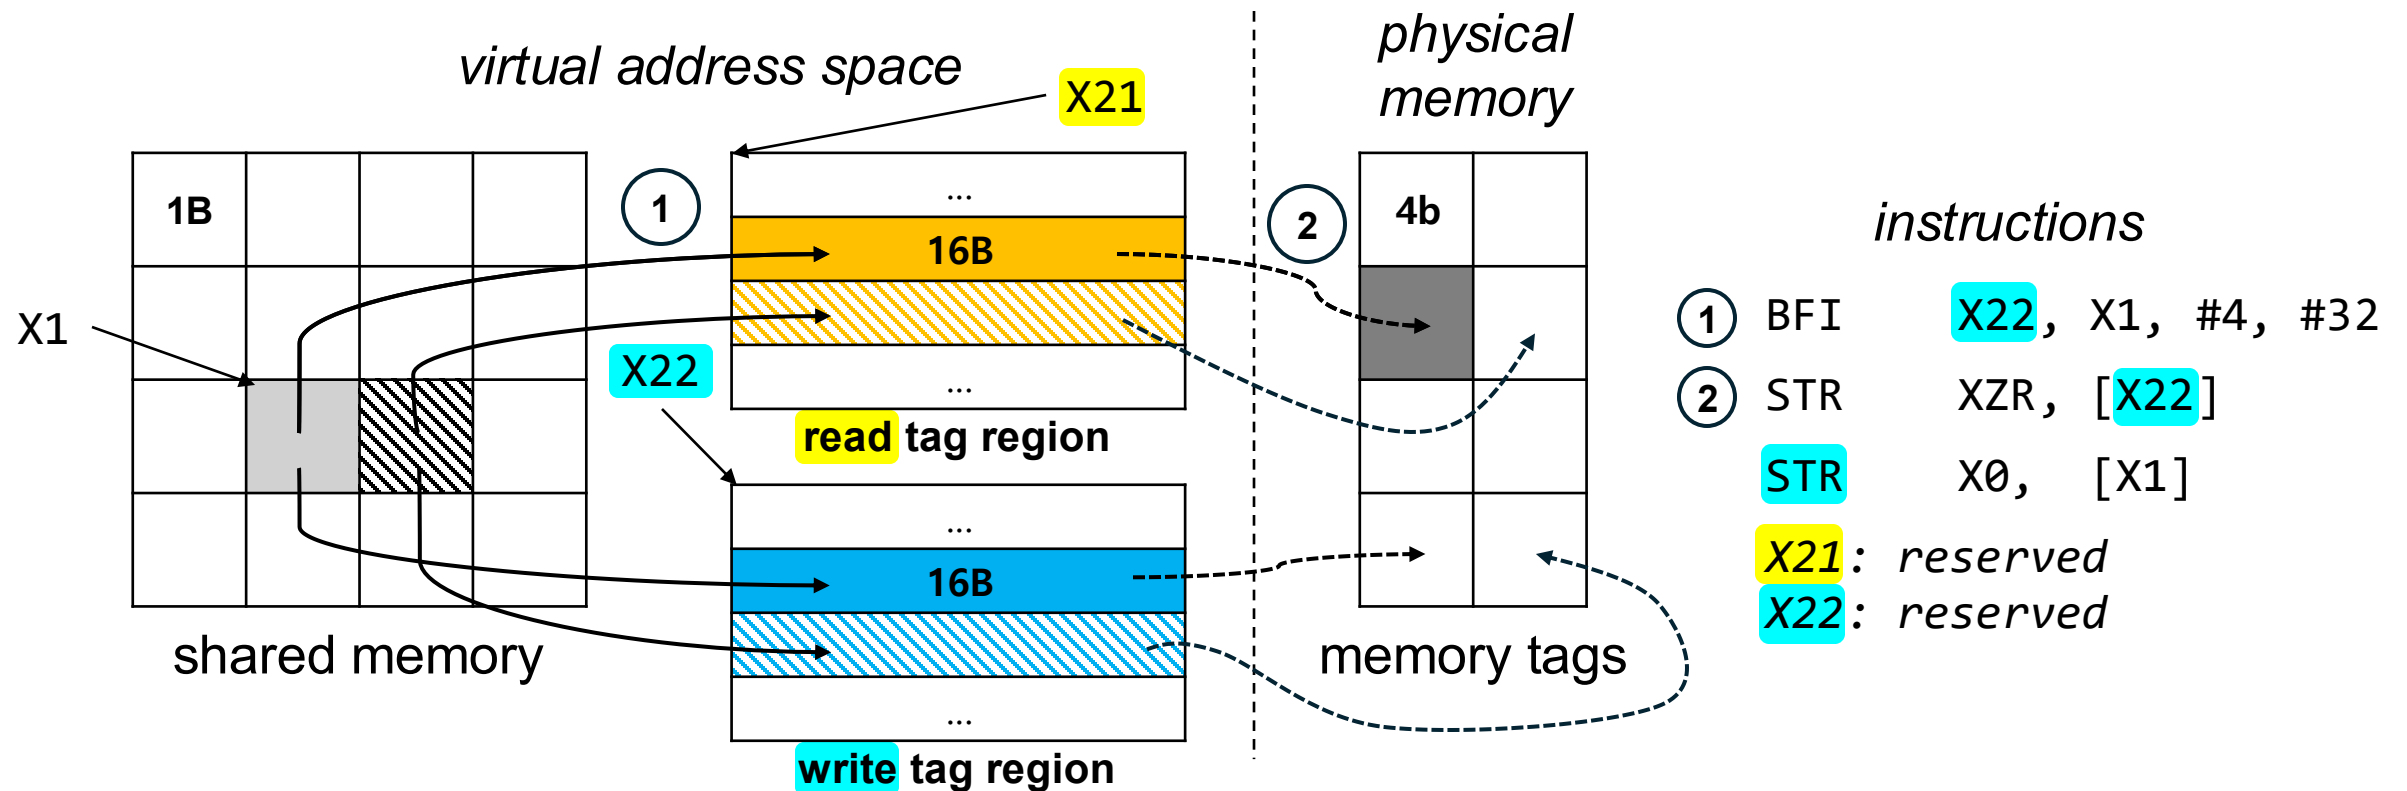 virtual address space
physical
memory
X21
1B
1
...
16B
...
read tag region
X1
X22
...
16B
...
write tag region
shared memory
2
4b
memory tags
instructions
1 BFI X22, X1, #4, #32
2 STR XZR, [X22]
STR X0, [X1]
X21: reserved
X22: reserved